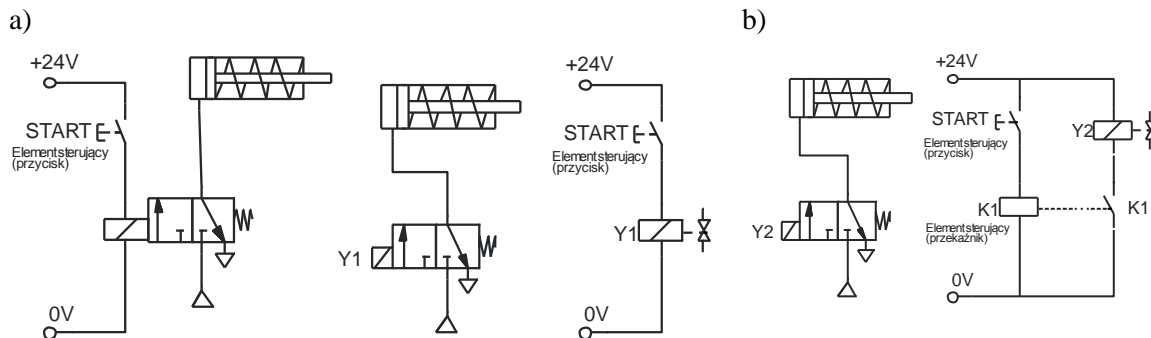 a)
+24V
START
Elementsterujący
(przycisk)
0V
Y1
+24V
START
Elementsterujący
(przycisk)
Y1
0V
b)
Y2
+24V
START
Elementsterujący
(przycisk)
Y2
K1
K1
Elementsterujący
(przekaźnik)
0V